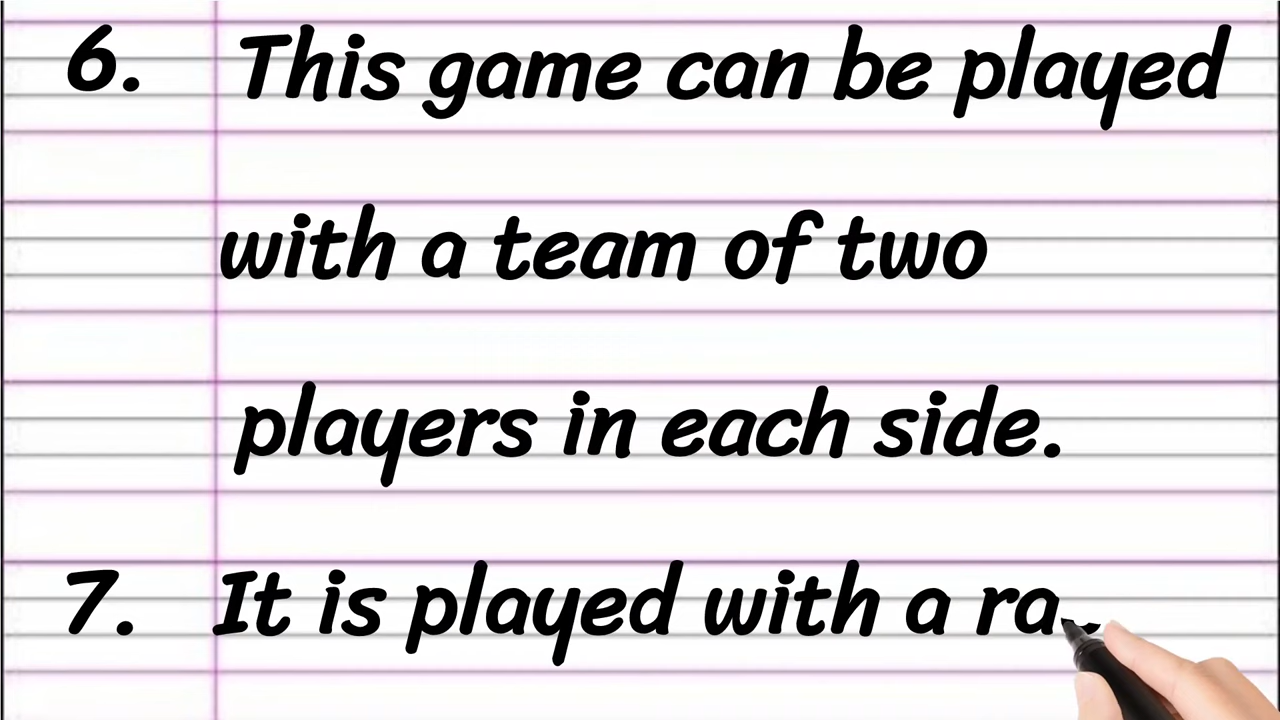 6. This game can be played
with a team of two
players in each side.
7. It is played with a